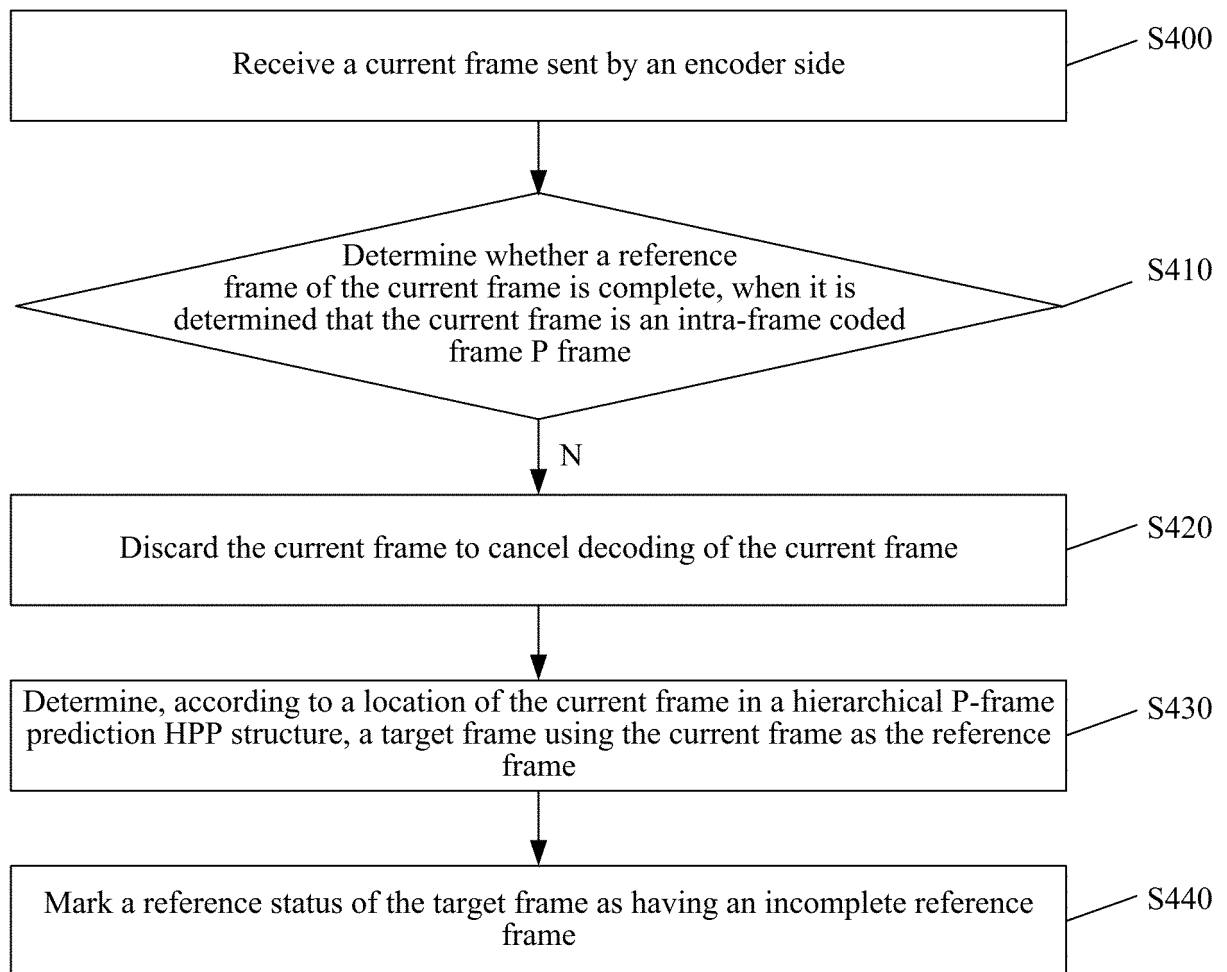 Receive a current frame sent by an encoder side
S400
Determine whether a reference
frame of the current frame is complete, when it is
determined that the current frame is an intra-frame coded
frame P frame
S410
N
Discard the current frame to cancel decoding of the current frame
S420
Determine, according to a location of the current frame in a hierarchical P-frame
prediction HPP structure, a target frame using the current frame as the reference
frame
S430
Mark a reference status of the target frame as having an incomplete reference
frame
S440